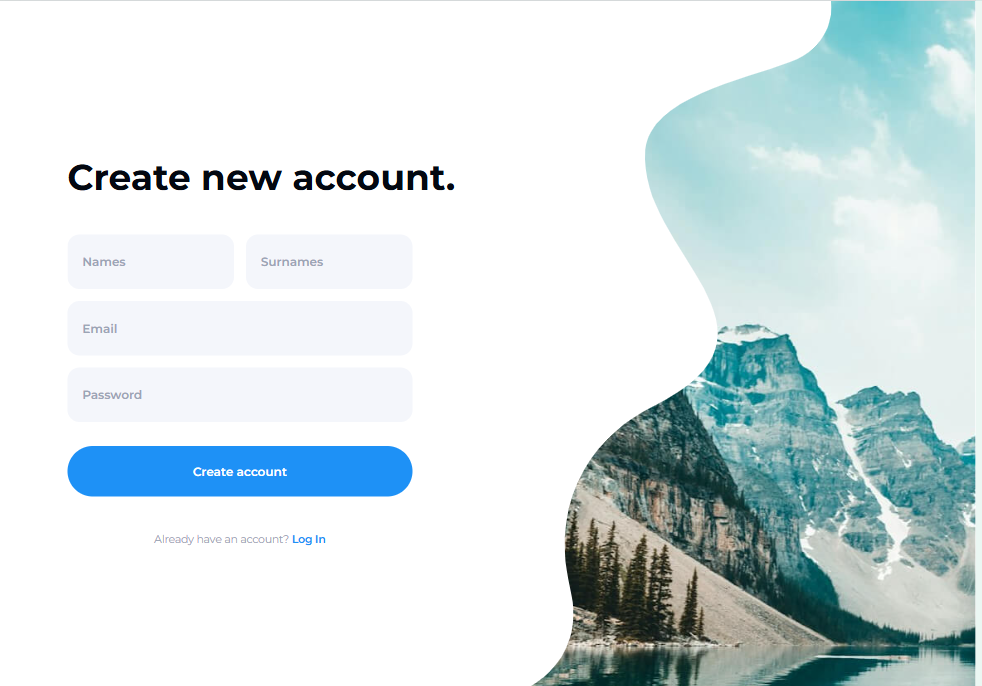 Create new account.
Names
Surnames
Email
Password
Create account
Already have an account? Log In